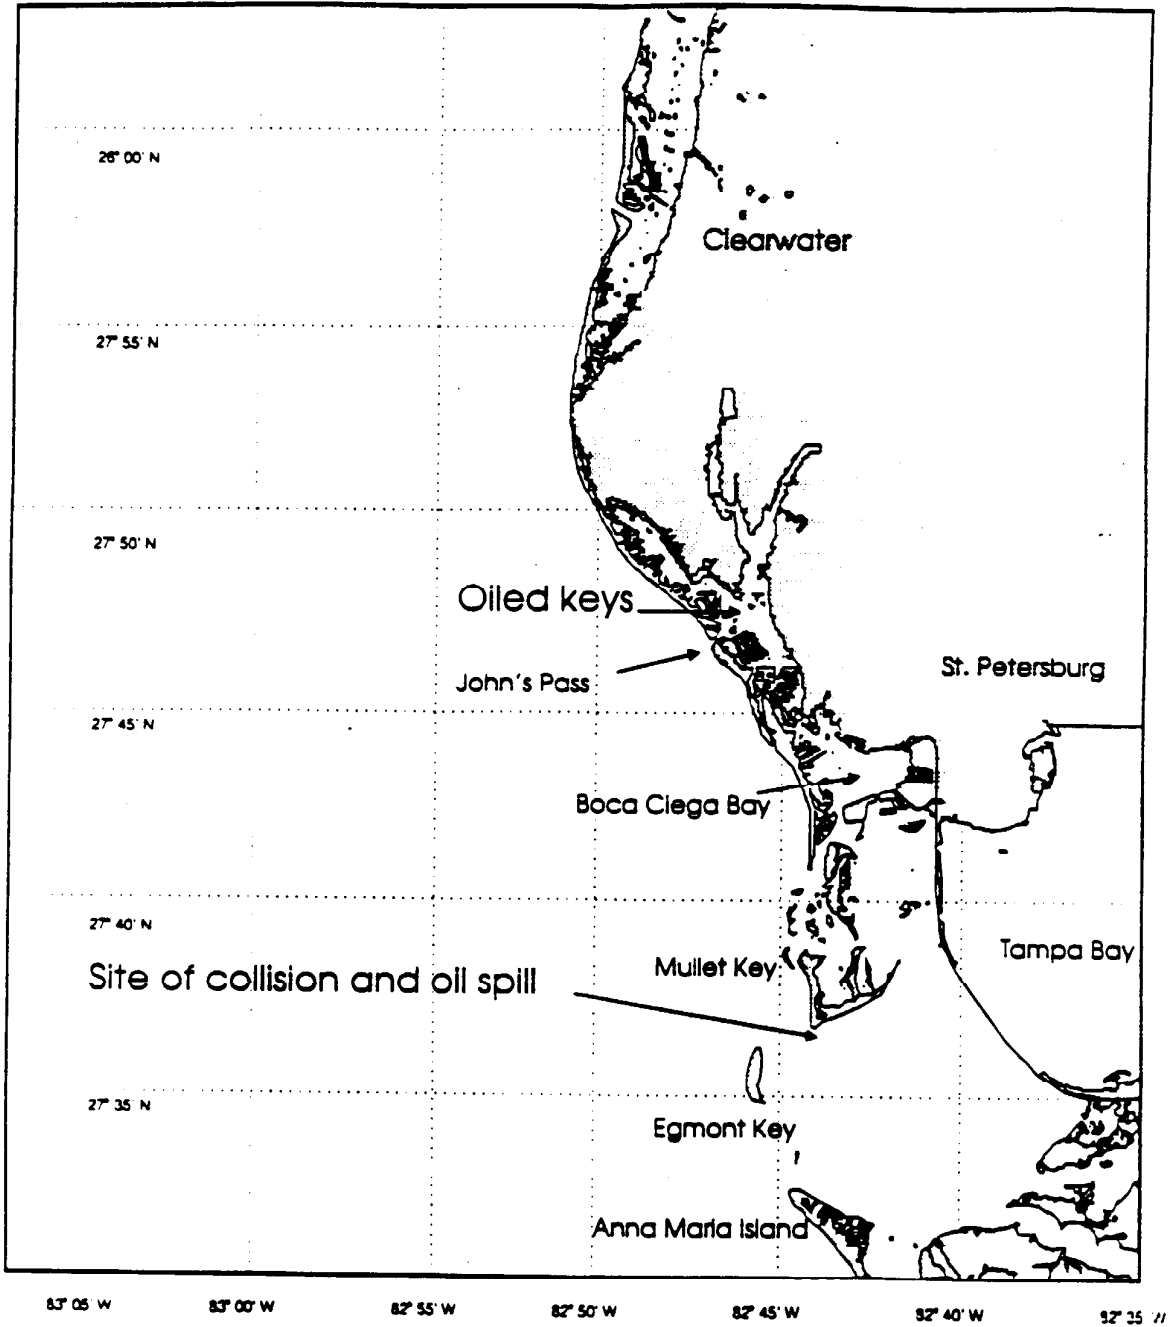 26° 00' N
Clearwater
27° 55' N
27° 50' N
Oiled keys
John's Pass
St. Petersburg
27° 45' N
Boca Ciega Bay
27° 40' N
Tampa Bay
Mullet Key
Site of collision and oil spill
27° 35' N
Egmont Key
Anna Maria Island
83° 05' W 83° 00' W 82° 55' W 82° 50' W 82° 45' W 82° 40' W 82° 35' W